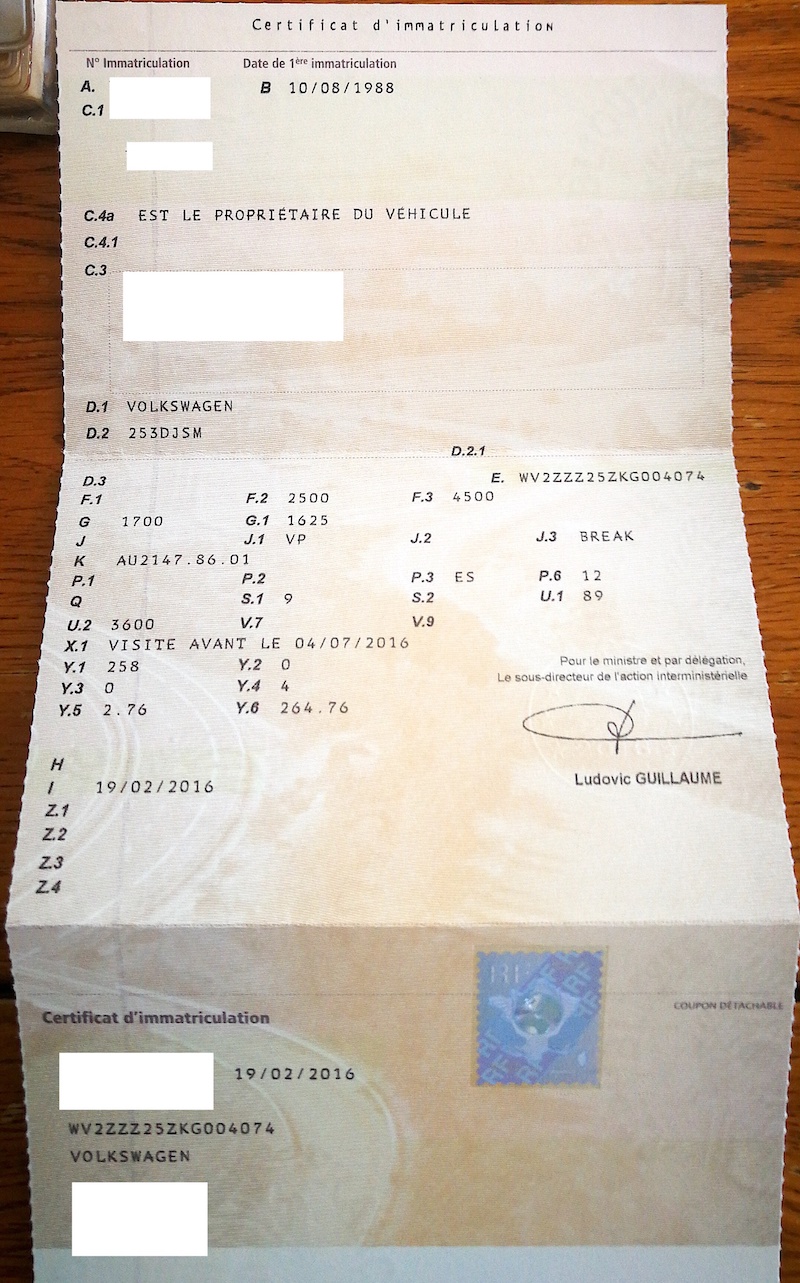 Certificat d'immatriculation
N° Immatriculation Date de 1ère immatriculation
A. B 10/08/1988
C.1
C.4a EST LE PROPRIÉTAIRE DU VÉHICULE
C.4.1
C.3
D.1 VOLKSWAGEN
D.2 253DJSM
D.2.1
D.3 E. WV2ZZZ25ZKG004074
F.1 F.2 2500 F.3 4500
G 1700 G.1 1625
J J.1 VP J.2 J.3 BREAK
K AU2147.86.01
P.1 P.2 P.3 ES P.6 12
Q S.1 9 S.2 U.1 89
U.2 3600 V.7 V.9
X.1 VISITE AVANT LE 04/07/2016
Y.1 258 Y.2 0
Y.3 0 Y.4 4
Y.5 2.76 Y.6 264.76
Pour le ministre et par délégation,
Le sous-directeur de l'action interministérielle
Ludovic GUILLAUME
H
I 19/02/2016
Z.1
Z.2
Z.3
Z.4
RF
COUPON DÉTACHABLE
Certificat d'immatriculation
19/02/2016
WV2ZZZ25ZKG004074
VOLKSWAGEN